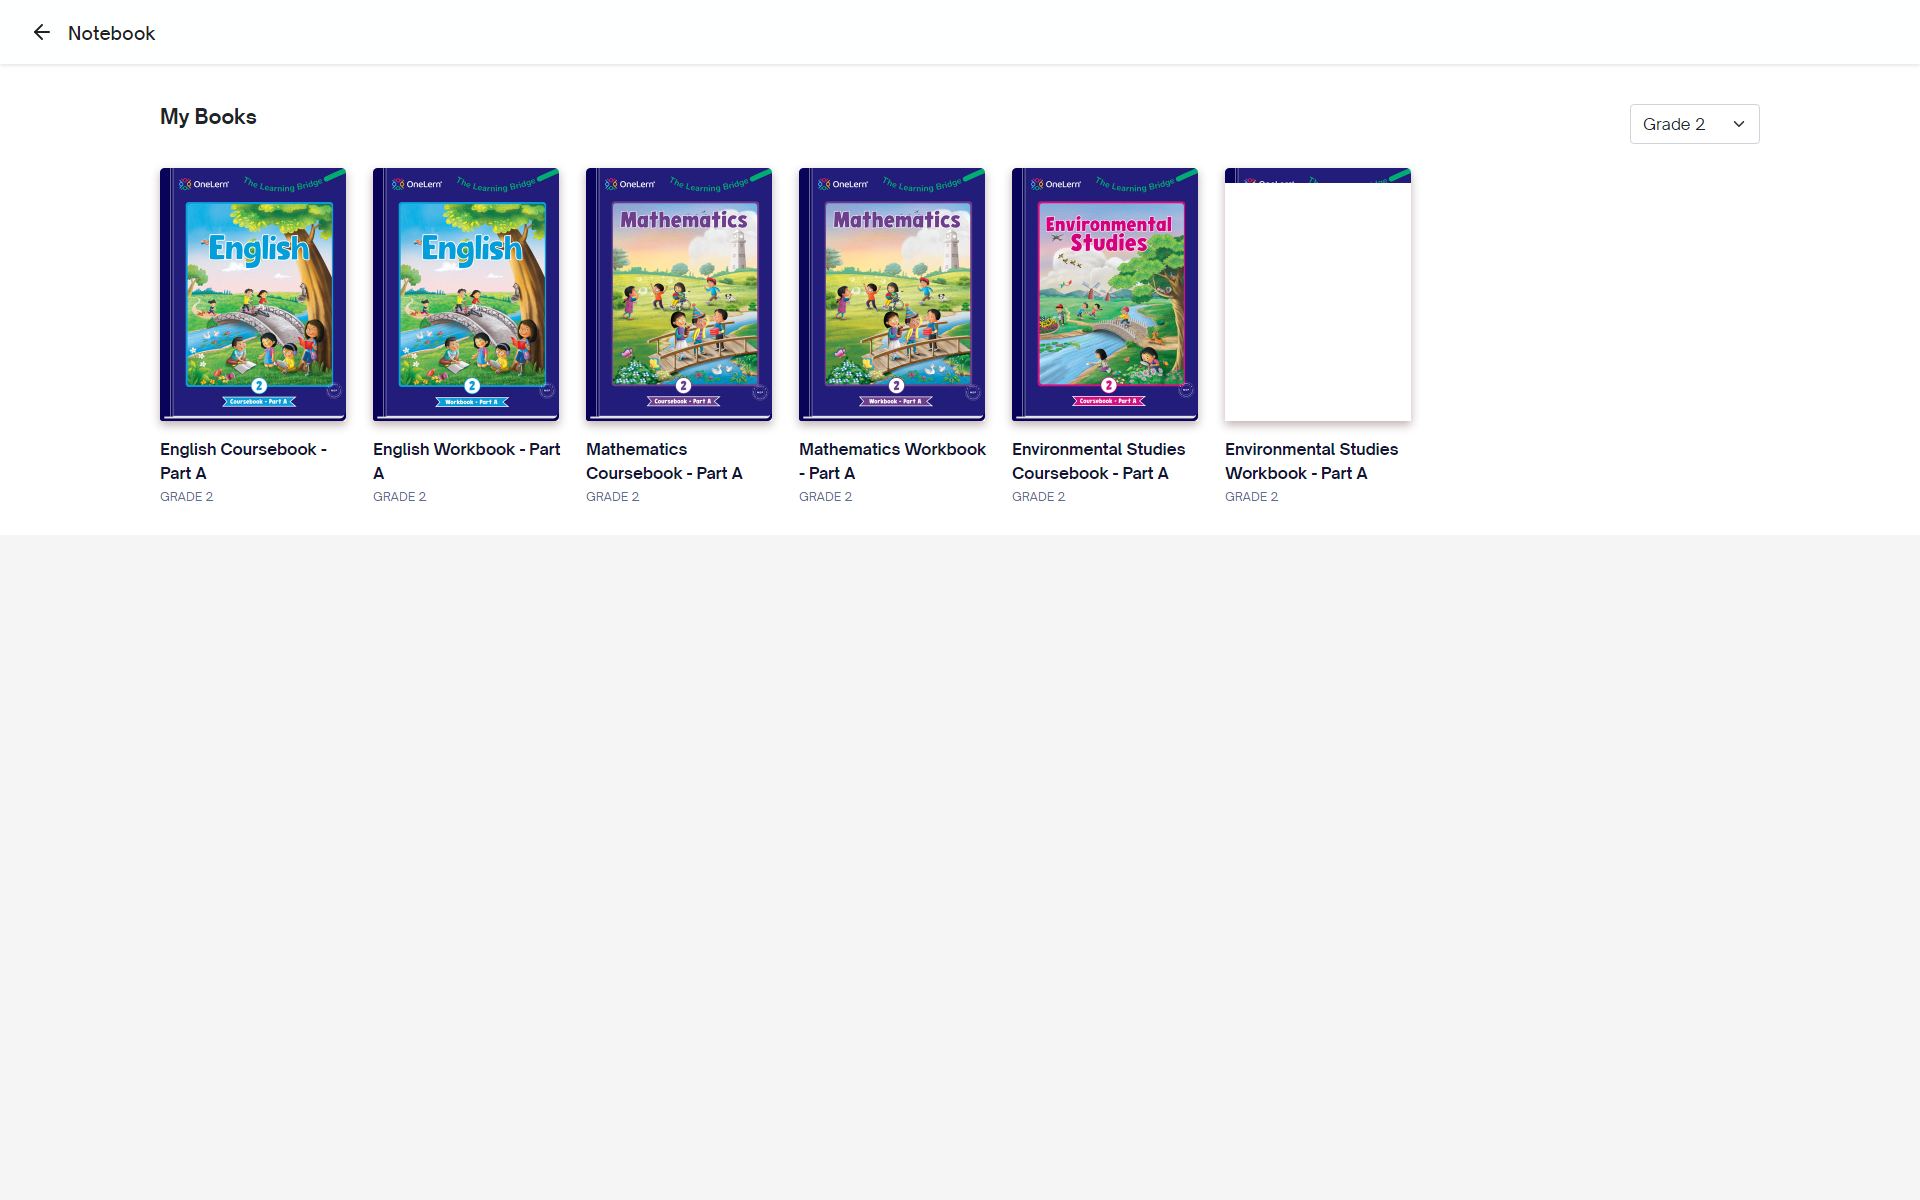 Notebook
My Books
Grade 2
OneLern
The Learning Bridge
English
2
Coursebook - Part A
OneLern
The Learning Bridge
English
2
Workbook - Part A
OneLern
The Learning Bridge
Mathematics
2
Coursebook - Part A
OneLern
The Learning Bridge
Mathematics
2
Workbook - Part A
OneLern
The Learning Bridge
Environmental
Studies
2
Coursebook - Part A
English Coursebook -
Part A
GRADE 2
English Workbook - Part
A
GRADE 2
Mathematics
Coursebook - Part A
GRADE 2
Mathematics Workbook
- Part A
GRADE 2
Environmental Studies
Coursebook - Part A
GRADE 2
Environmental Studies
Workbook - Part A
GRADE 2